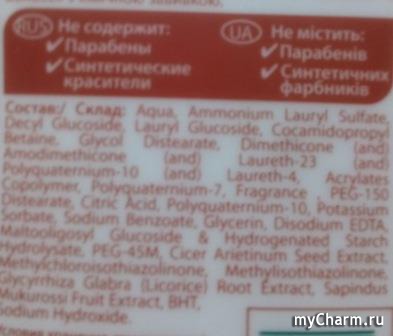 RUS Не содержит:
✓Парабены
✓Синтетические
красители
UA Не містить:
✓Парабенів
✓Синтетичних
фарбників
Состав:/ Склад: Aqua, Ammonium Lauryl Sulfate,
Decyl Glucoside, Lauryl Glucoside, Cocamidopropyl
Betaine, Glycol Distearate, Dimethicone (and)
Amodimethicone (and) Laureth-23 (and)
Polyquaternium-10 (and) Laureth-4, Acrylates
Copolymer, Polyquaternium-7, Fragrance , PEG-150
Distearate, Citric Acid, Polyquaternium-10, Potassium
Sorbate, Sodium Benzoate, Glycerin, Disodium EDTA,
Maltooligosyl Glucoside & Hydrogenated Starch
Hydrolysate, PEG-45M, Cicer Arietinum Seed Extract,
Methylchloroisothiazolinone, Methylisothiazolinone,
Glycyrrhiza Glabra (Licorice) Root Extract, Sapindus
Mukurossi Fruit Extract, BHT,
Sodium Hydroxide.
myCharm.ru